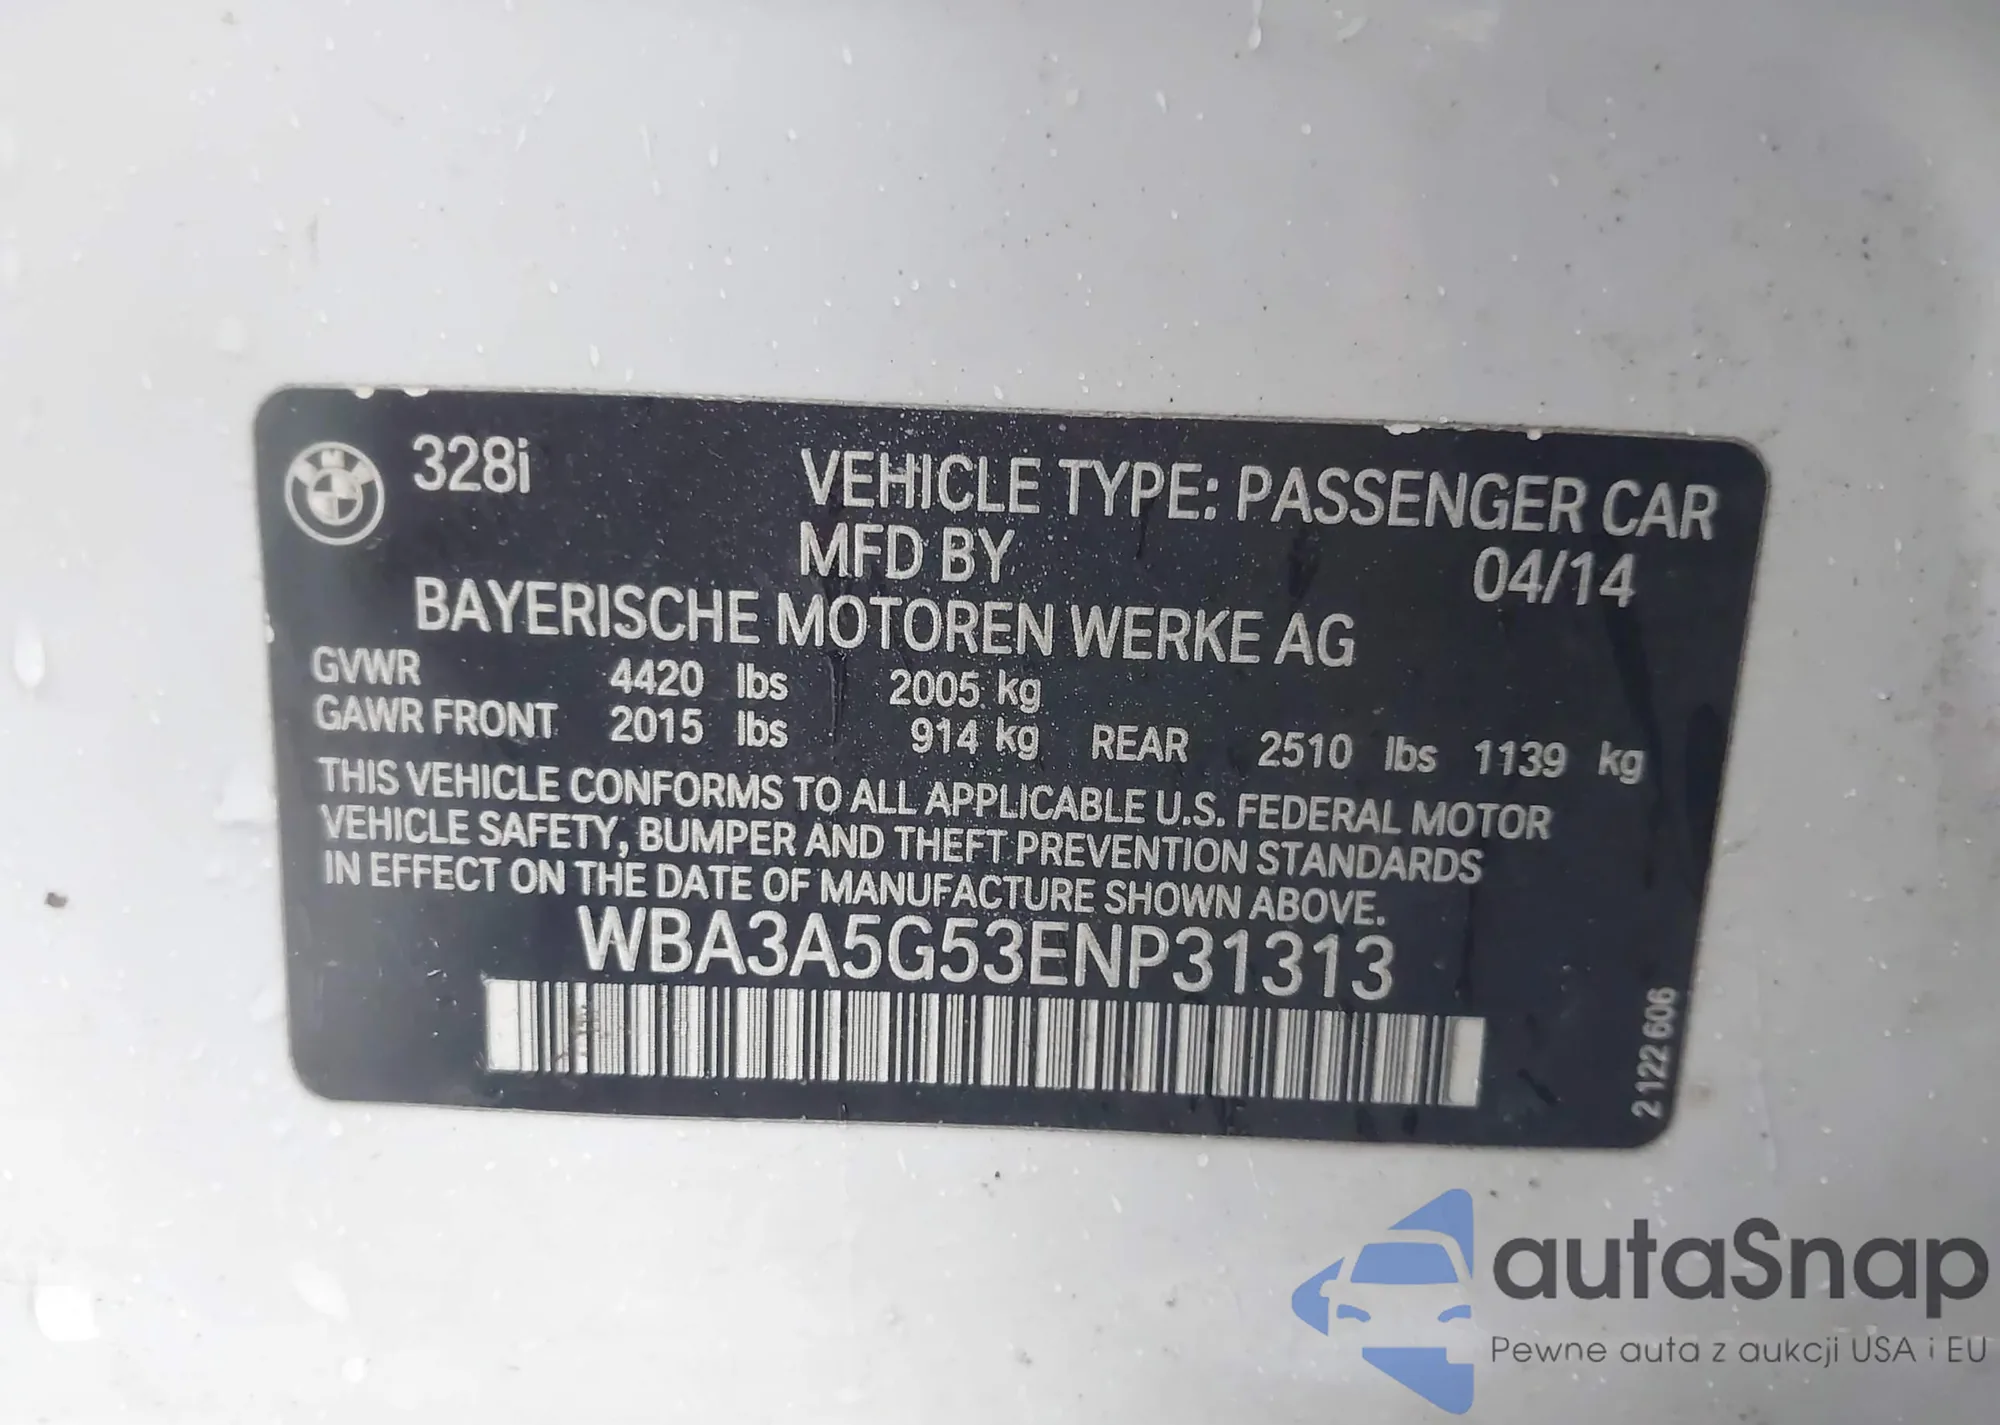 BMW
328i
VEHICLE TYPE: PASSENGER CAR
MFD BY 04/14
BAYERISCHE MOTOREN WERKE AG
GVWR 4420 lbs 2005 kg
GAWR FRONT 2015 lbs 914 kg REAR 2510 lbs 1139 kg
THIS VEHICLE CONFORMS TO ALL APPLICABLE U.S. FEDERAL MOTOR
VEHICLE SAFETY, BUMPER AND THEFT PREVENTION STANDARDS
IN EFFECT ON THE DATE OF MANUFACTURE SHOWN ABOVE.
WBA3A5G53ENP31313
2 122 606
autaSnap
Pewne auta z aukcji USA i EU